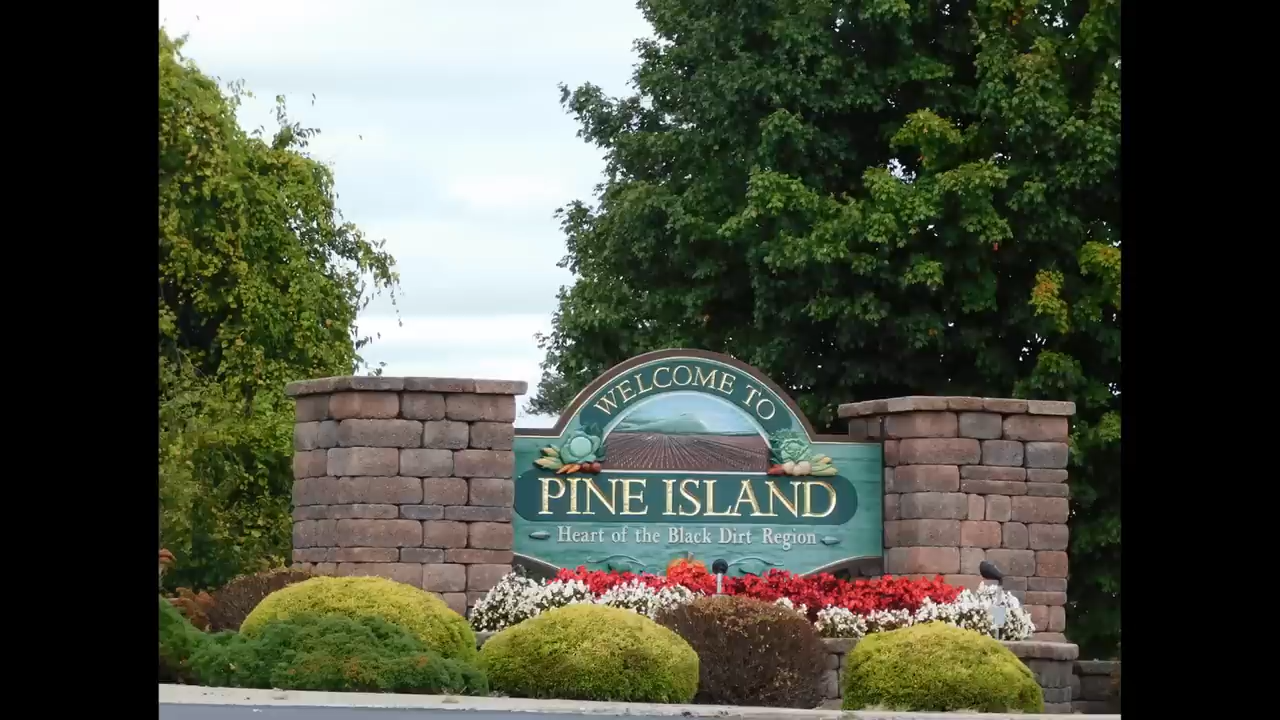 WELCOME TO
PINE ISLAND
Heart of the Black Dirt Region